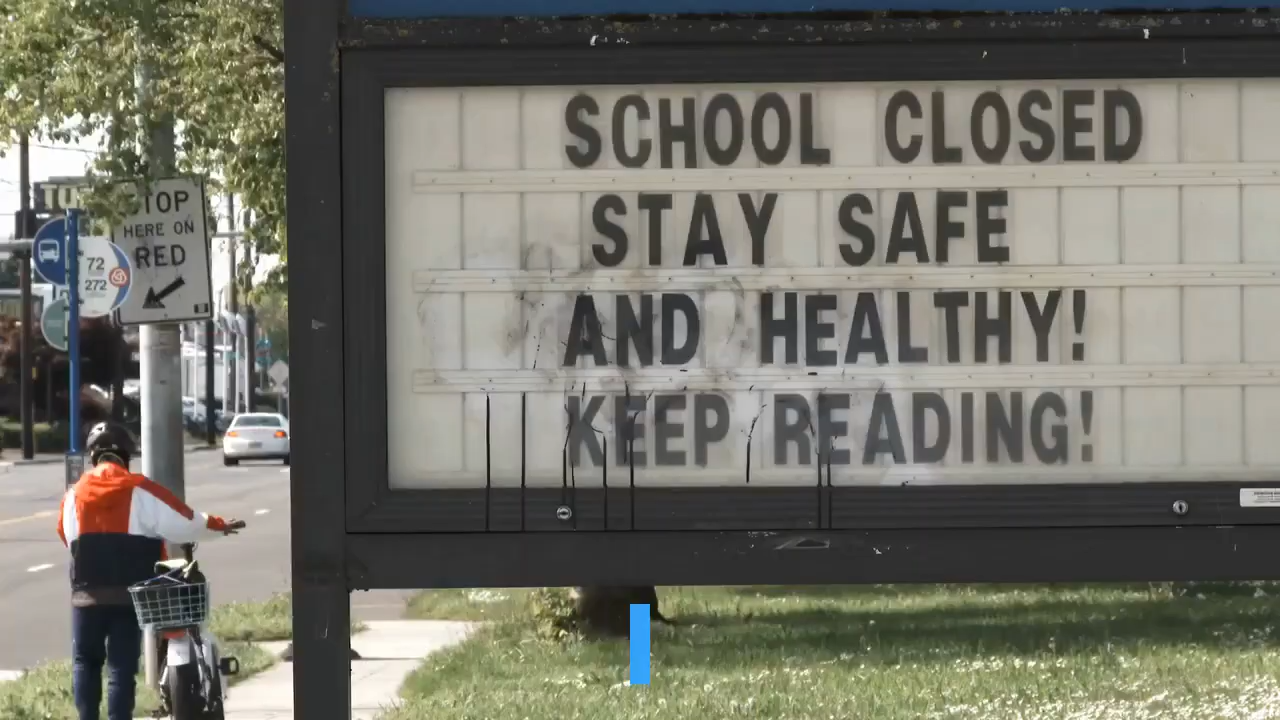 SCHOOL CLOSED
STAY SAFE
AND HEALTHY!
KEEP READING!
STOP
HERE ON
RED
72
272